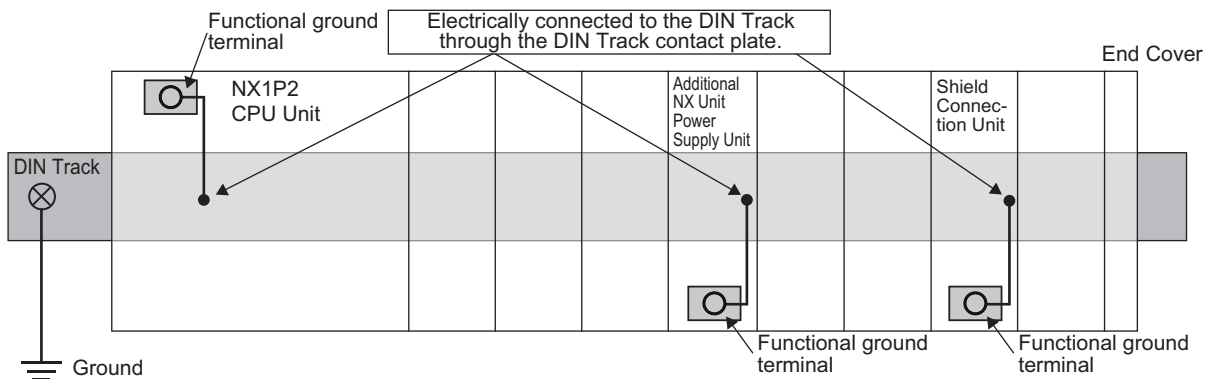 Functional ground
terminal
Electrically connected to the DIN Track
through the DIN Track contact plate.
End Cover
NX1P2
CPU Unit
Additional
NX Unit
Power
Supply Unit
Shield
Connec-
tion Unit
DIN Track
Functional ground
terminal
Functional ground
terminal
Ground